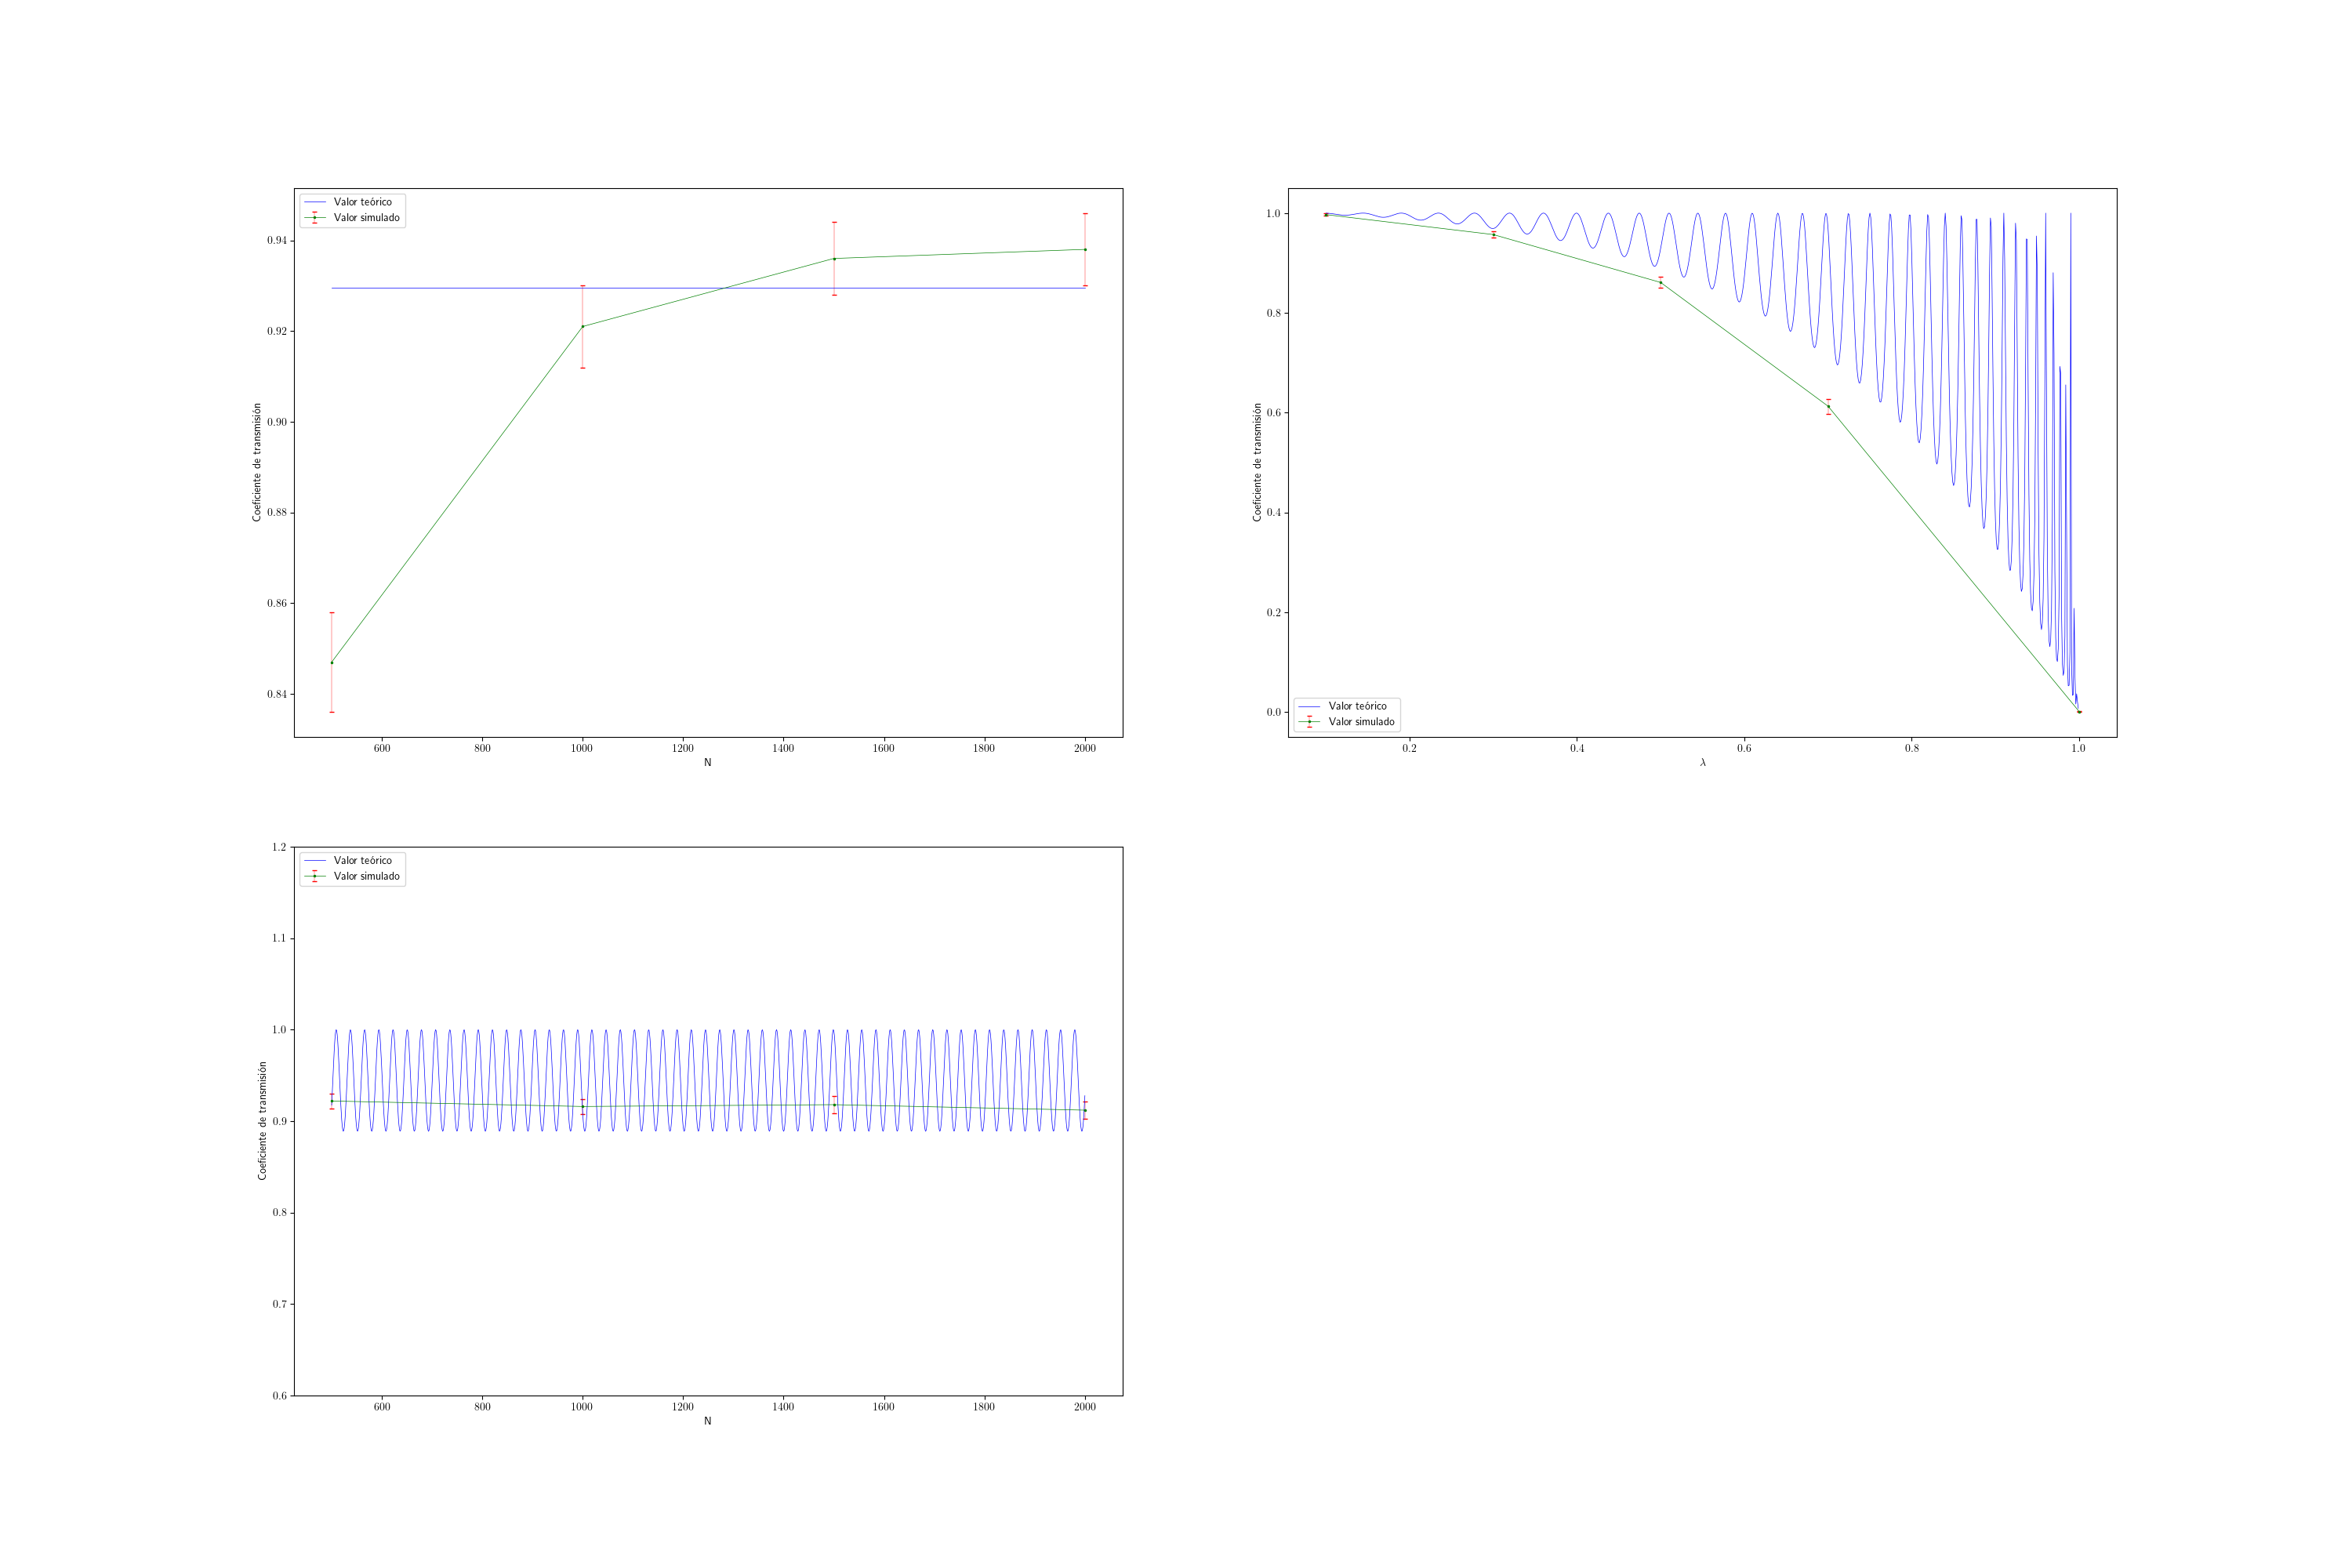 Valor teórico
Valor simulado
0.94
0.92
0.90
0.88
0.86
0.84
Coeficiente de transmisión
600 800 1000 1200 1400 1600 1800 2000
N
1.0
0.8
0.6
0.4
0.2
0.0
Coeficiente de transmisión
Valor teórico
Valor simulado
0.2 0.4 0.6 0.8 1.0
λ
1.2
1.1
1.0
0.9
0.8
0.7
0.6
Valor teórico
Valor simulado
Coeficiente de transmisión
600 800 1000 1200 1400 1600 1800 2000
N